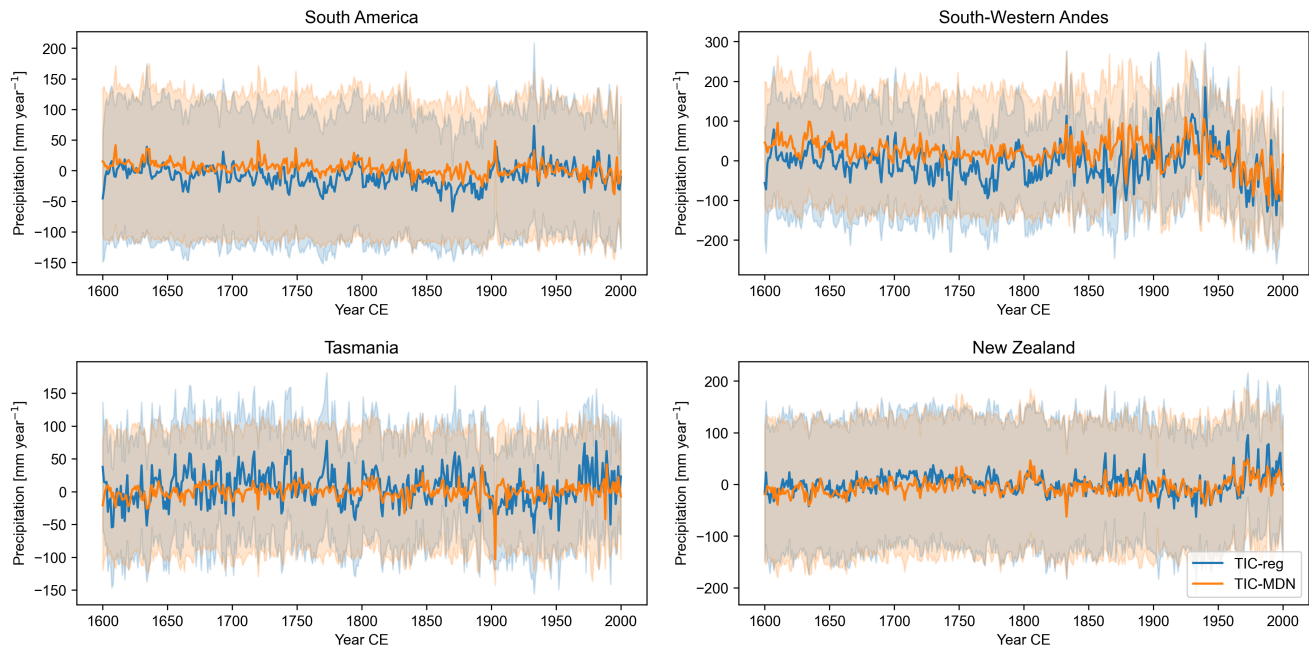 South America
Precipitation [mm year⁻¹]
200
150
100
50
0
−50
−100
−150
1600 1650 1700 1750 1800 1850 1900 1950 2000
Year CE
South-Western Andes
Precipitation [mm year⁻¹]
300
200
100
0
−100
−200
1600 1650 1700 1750 1800 1850 1900 1950 2000
Year CE
Tasmania
Precipitation [mm year⁻¹]
150
100
50
0
−50
−100
−150
1600 1650 1700 1750 1800 1850 1900 1950 2000
Year CE
New Zealand
Precipitation [mm year⁻¹]
200
100
0
−100
−200
TIC-reg
TIC-MDN
1600 1650 1700 1750 1800 1850 1900 1950 2000
Year CE